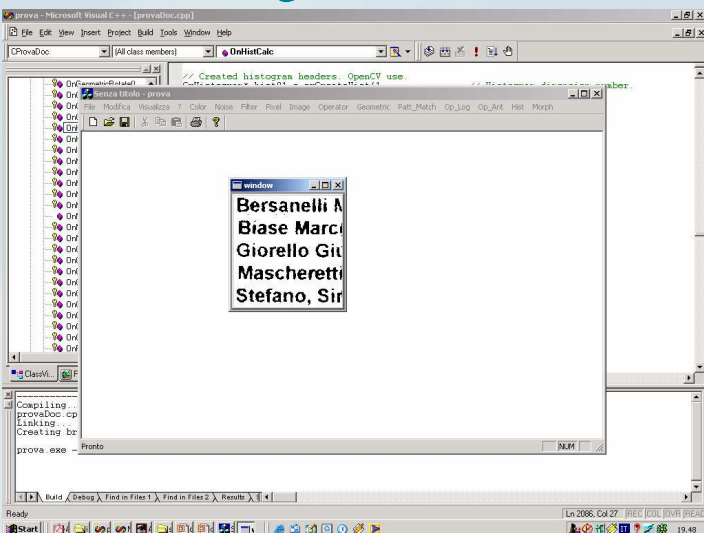 prova - Microsoft Visual C++ - [provaDoc.cpp]
File Edit View Insert Project Build Tools Window Help
CProvaDoc [All class members] OnHistCalc
// Created histogram headers. OpenCV use.
Senza titolo - prova
File Modifica Visualizza ? Color Noise Filter Pixel Image Operator Geometric Patt_Match Op_Log Op_Arit Hist Morph
window
Bersanelli M
Biase Marc
Giorello Giu
Mascheretti
Stefano, Sir
ClassVi...
Compiling..
provaDoc.cp
Linking...
Creating br
prova.exe -
Pronto NUM
Build Debug Find in Files 1 Find in Files 2 Results
Ready Ln 2086, Col 27 REC COL OVR READ
Start 19.48